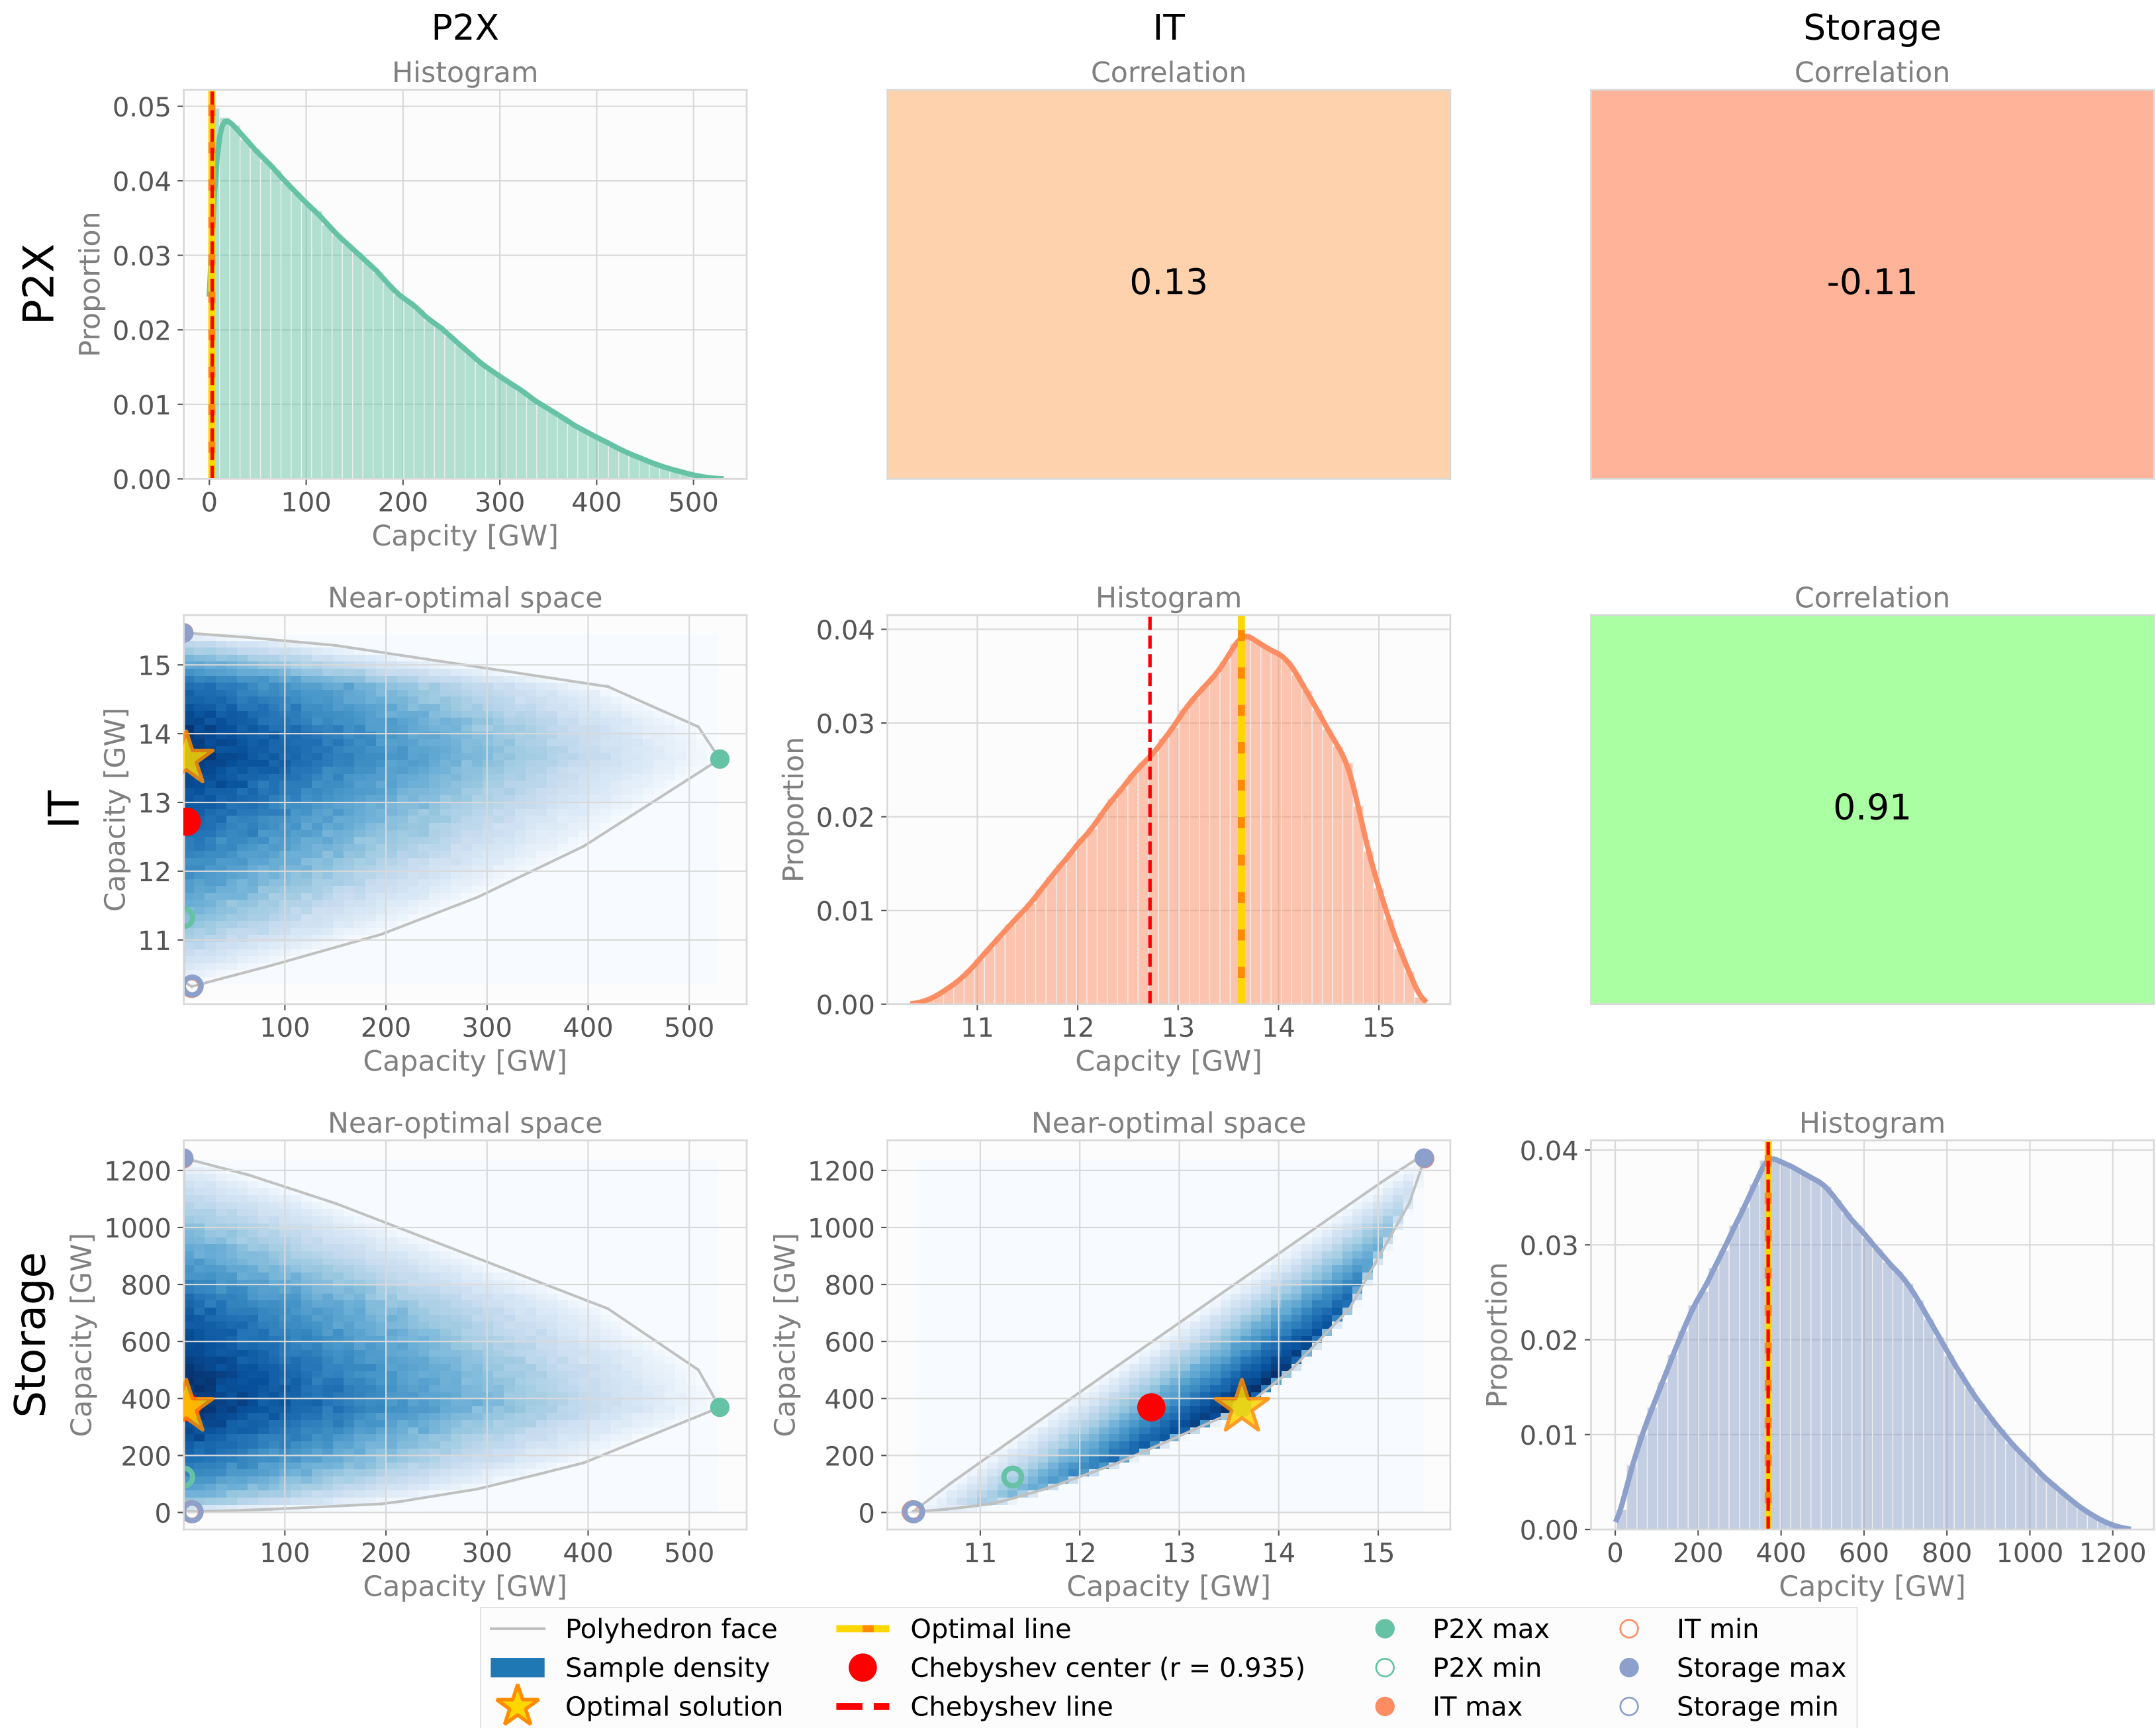 P2X
IT
Storage
Histogram
Correlation
Correlation
P2X
Proportion
0.05
0.04
0.03
0.02
0.01
0.00
0 100 200 300 400 500
Capcity [GW]
0.13
-0.11
Near-optimal space
Histogram
Correlation
IT
Capacity [GW]
15
14
13
12
11
100 200 300 400 500
Capacity [GW]
Proportion
0.04
0.03
0.02
0.01
0.00
11 12 13 14 15
Capcity [GW]
0.91
Near-optimal space
Near-optimal space
Histogram
Storage
Capacity [GW]
1200
1000
800
600
400
200
0
100 200 300 400 500
Capacity [GW]
Capacity [GW]
1200
1000
800
600
400
200
0
11 12 13 14 15
Capacity [GW]
Proportion
0.04
0.03
0.02
0.01
0.00
0 200 400 600 800 1000 1200
Capcity [GW]
Polyhedron face
Sample density
Optimal solution
Optimal line
Chebyshev center (r = 0.935)
Chebyshev line
P2X max
P2X min
IT max
IT min
Storage max
Storage min